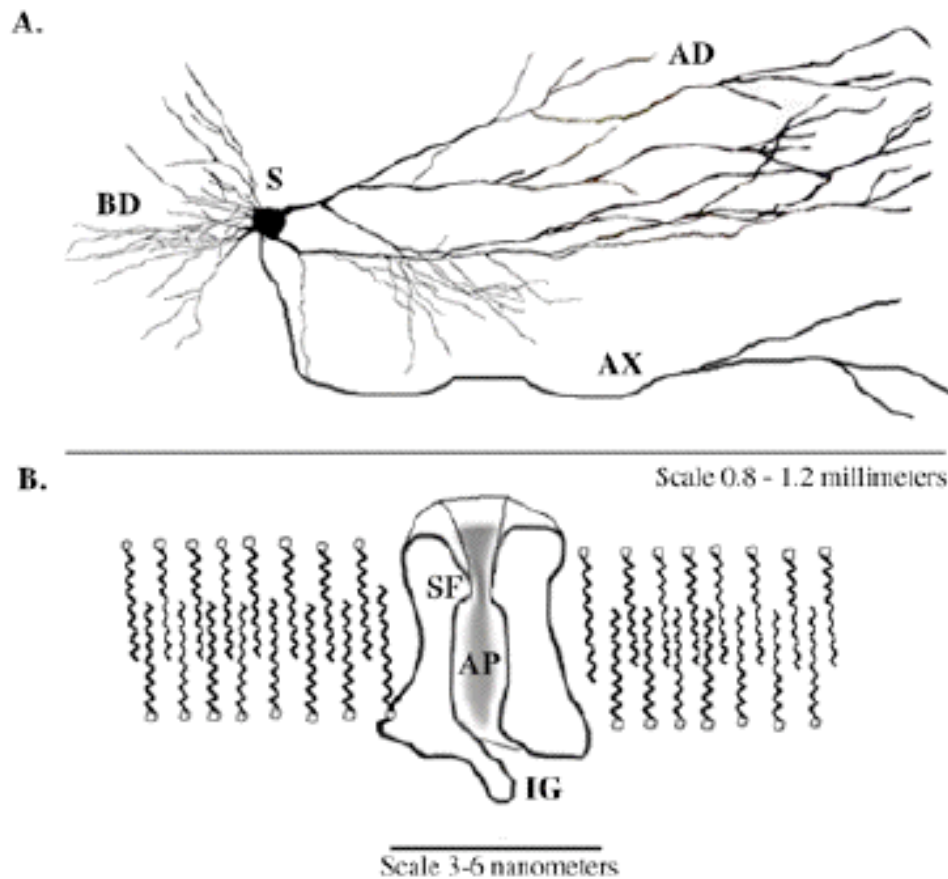 A.
AD
S
BD
AX
Scale 0.8 - 1.2 millimeters
B.
SF
AP
IG
Scale 3-6 nanometers